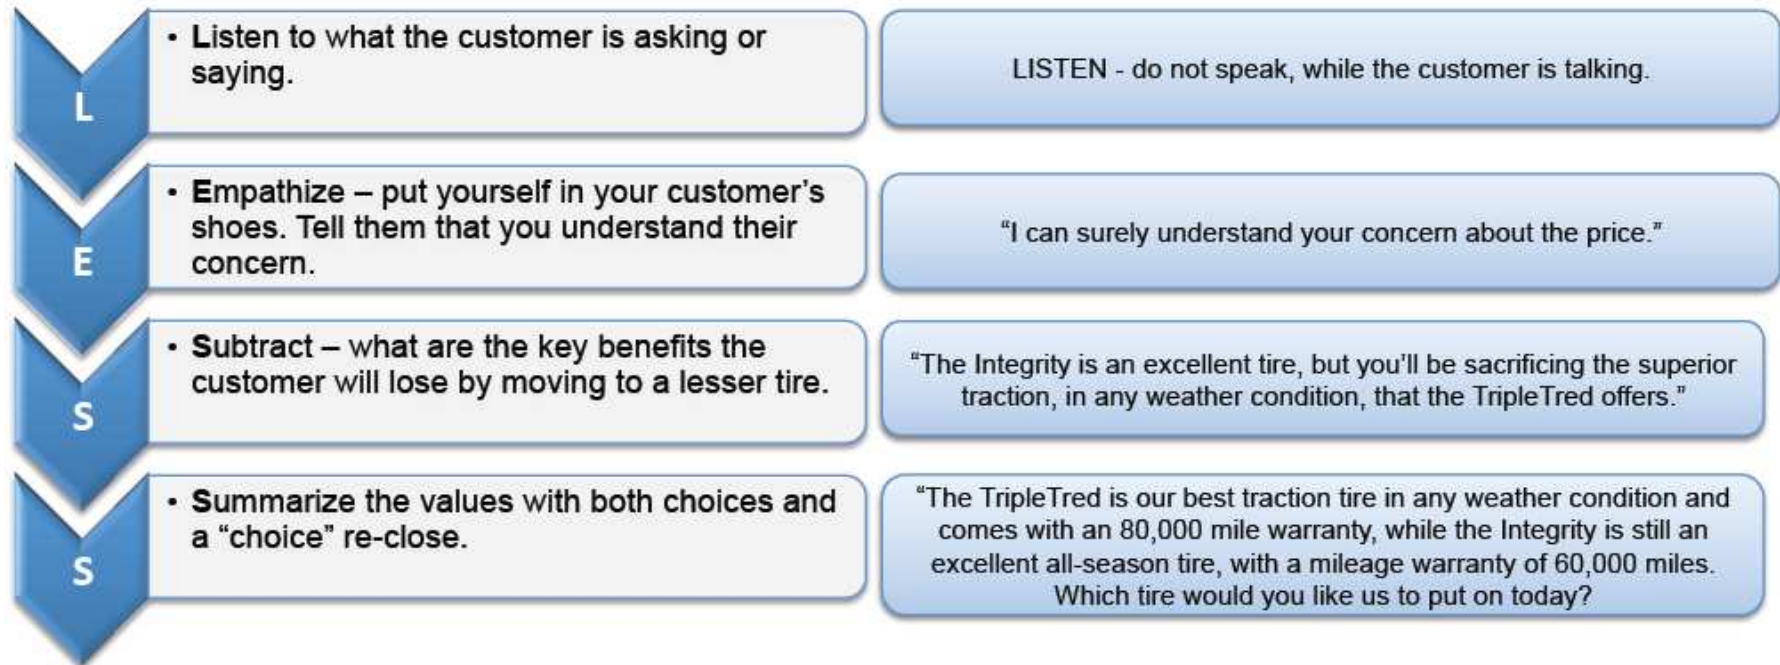 L
• Listen to what the customer is asking or
saying.
LISTEN - do not speak, while the customer is talking.
E
• Empathize – put yourself in your customer’s
shoes. Tell them that you understand their
concern.
“I can surely understand your concern about the price.”
S
• Subtract – what are the key benefits the
customer will lose by moving to a lesser tire.
“The Integrity is an excellent tire, but you’ll be sacrificing the superior
traction, in any weather condition, that the TripleTred offers.”
S
• Summarize the values with both choices and
a “choice” re-close.
“The TripleTred is our best traction tire in any weather condition and
comes with an 80,000 mile warranty, while the Integrity is still an
excellent all-season tire, with a mileage warranty of 60,000 miles.
Which tire would you like us to put on today?